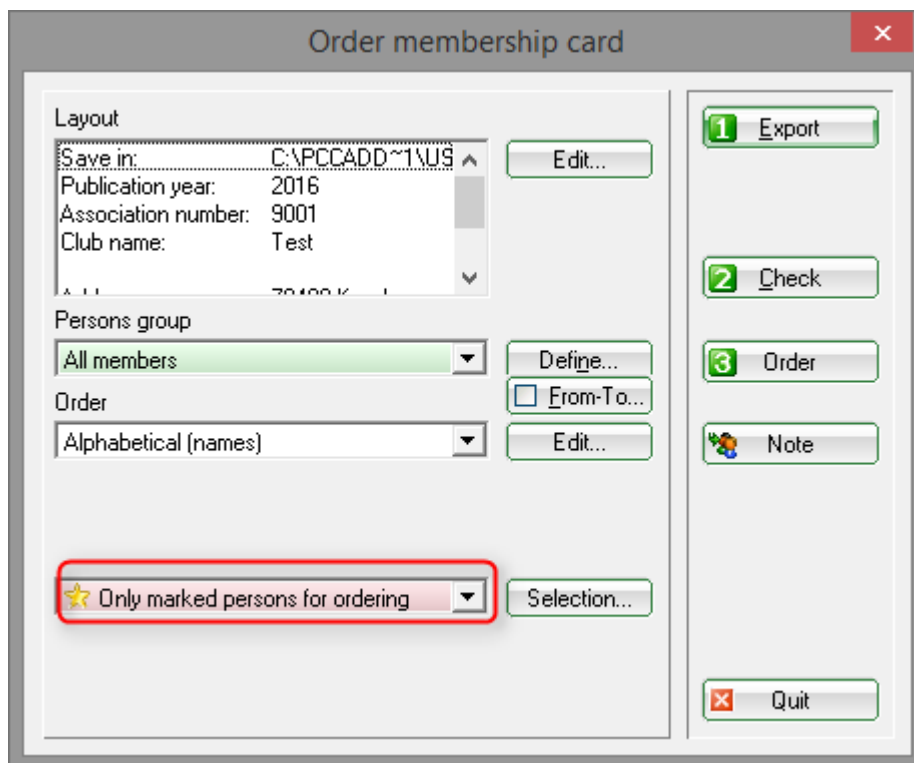 Order membership card
Layout
Save in: C:\PCCADD~1\US
Publication year: 2016
Association number: 9001
Club name: Test
Edit...
Persons group
All members
Define...
From-To...
Order
Alphabetical (names)
Edit...
Only marked persons for ordering
Selection...
1 Export
2 Check
3 Order
Note
Quit